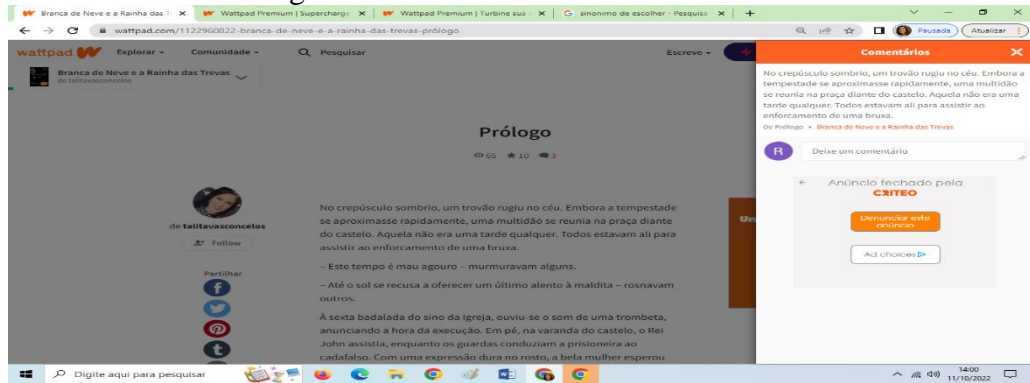 Branca de Neve e a Rainha das T
Wattpad Premium | Supercharge
Wattpad Premium | Turbine sua
sinonimo de escolher - Pesquisa
wattpad.com/1122960822-branca-de-neve-e-a-rainha-das-trevas-prólogo
Pausada
Atualizar
wattpad
Explorar
Comunidade
Pesquisar
Escreve
Branca de Neve e a Rainha das Trevas
de talitavasconcelos
Prólogo
65 10 2
de talitavasconcelos
Follow
Partilhar
No crepúsculo sombrio, um trovão rugiu no céu. Embora a tempestade
se aproximasse rapidamente, uma multidão se reunia na praça diante
do castelo. Aquela não era uma tarde qualquer. Todos estavam ali para
assistir ao enforcamento de uma bruxa.
– Este tempo é mau agouro – murmuravam alguns.
– Até o sol se recusa a oferecer um último alento à maldita – rosnavam
outros.
À sexta badalada do sino da Igreja, ouviu-se o som de uma trombeta,
anunciando a hora da execução. Em pé, na varanda do castelo, o Rei
John assistia, enquanto os guardas conduziam a prisioneira ao
cadafalso. Com uma expressão dura no rosto, a bela mulher esperou
Un
Comentários
No crepúsculo sombrio, um trovão rugiu no céu. Embora a
tempestade se aproximasse rapidamente, uma multidão
se reunia na praça diante do castelo. Aquela não era uma
tarde qualquer. Todos estavam ali para assistir ao
enforcamento de uma bruxa.
De Prólogo • Branca de Neve e a Rainha das Trevas
R
Deixe um comentário
Anúncio fechado pela
CRITEO
Denunciar este
anúncio
Ad choices
Digite aqui para pesquisar
14:00
11/10/2022